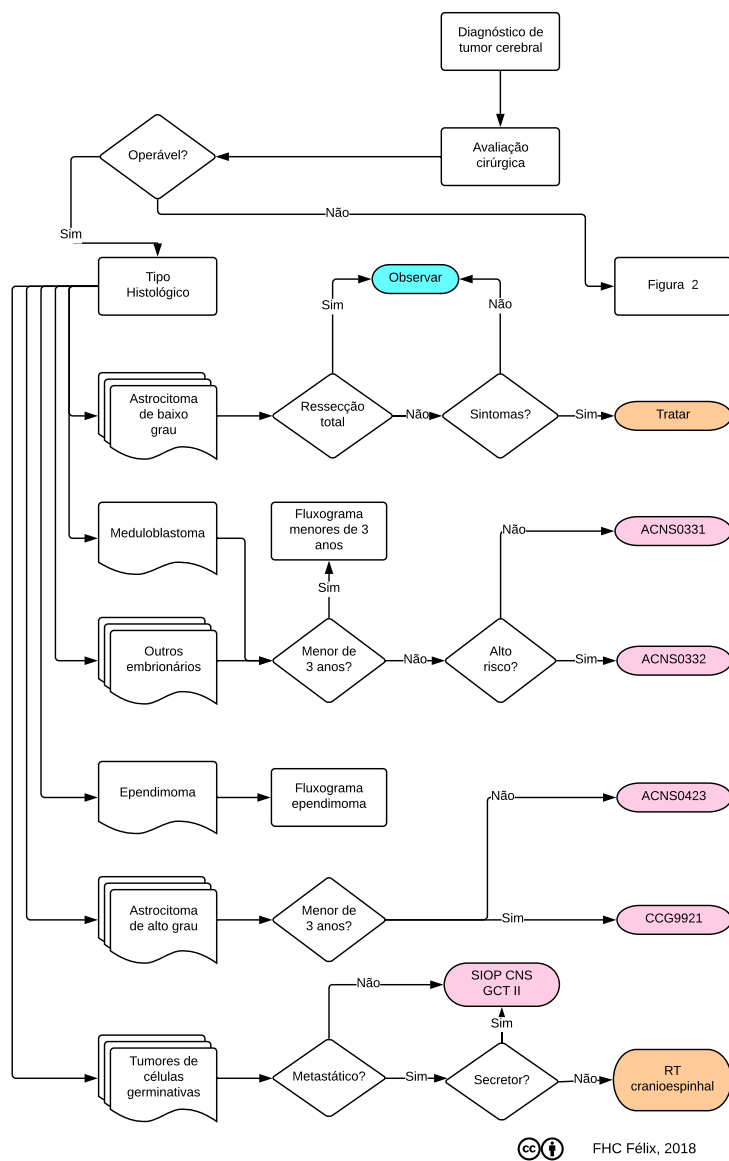 Diagnóstico de
tumor cerebral
Avaliação
cirúrgica
Operável?
Não
Sim
Tipo
Histológico
Figura 2
Observar
Sim
Não
Astrocitoma
de baixo
grau
Ressecção
total
Não
Sintomas?
Sim
Tratar
Meduloblastoma
Fluxograma
menores de 3
anos
Sim
Não
ACNS0331
Outros
embrionários
Menor de
3 anos?
Não
Alto
risco?
Sim
ACNS0332
Ependimoma
Fluxograma
ependimoma
Não
ACNS0423
Astrocitoma
de alto grau
Menor de
3 anos?
Sim
CCG9921
Não
SIOP CNS
GCT II
Sim
Tumores de
células
germinativas
Metastático?
Sim
Secretor?
Não
RT
cranioespinhal
cc
FHC Félix, 2018